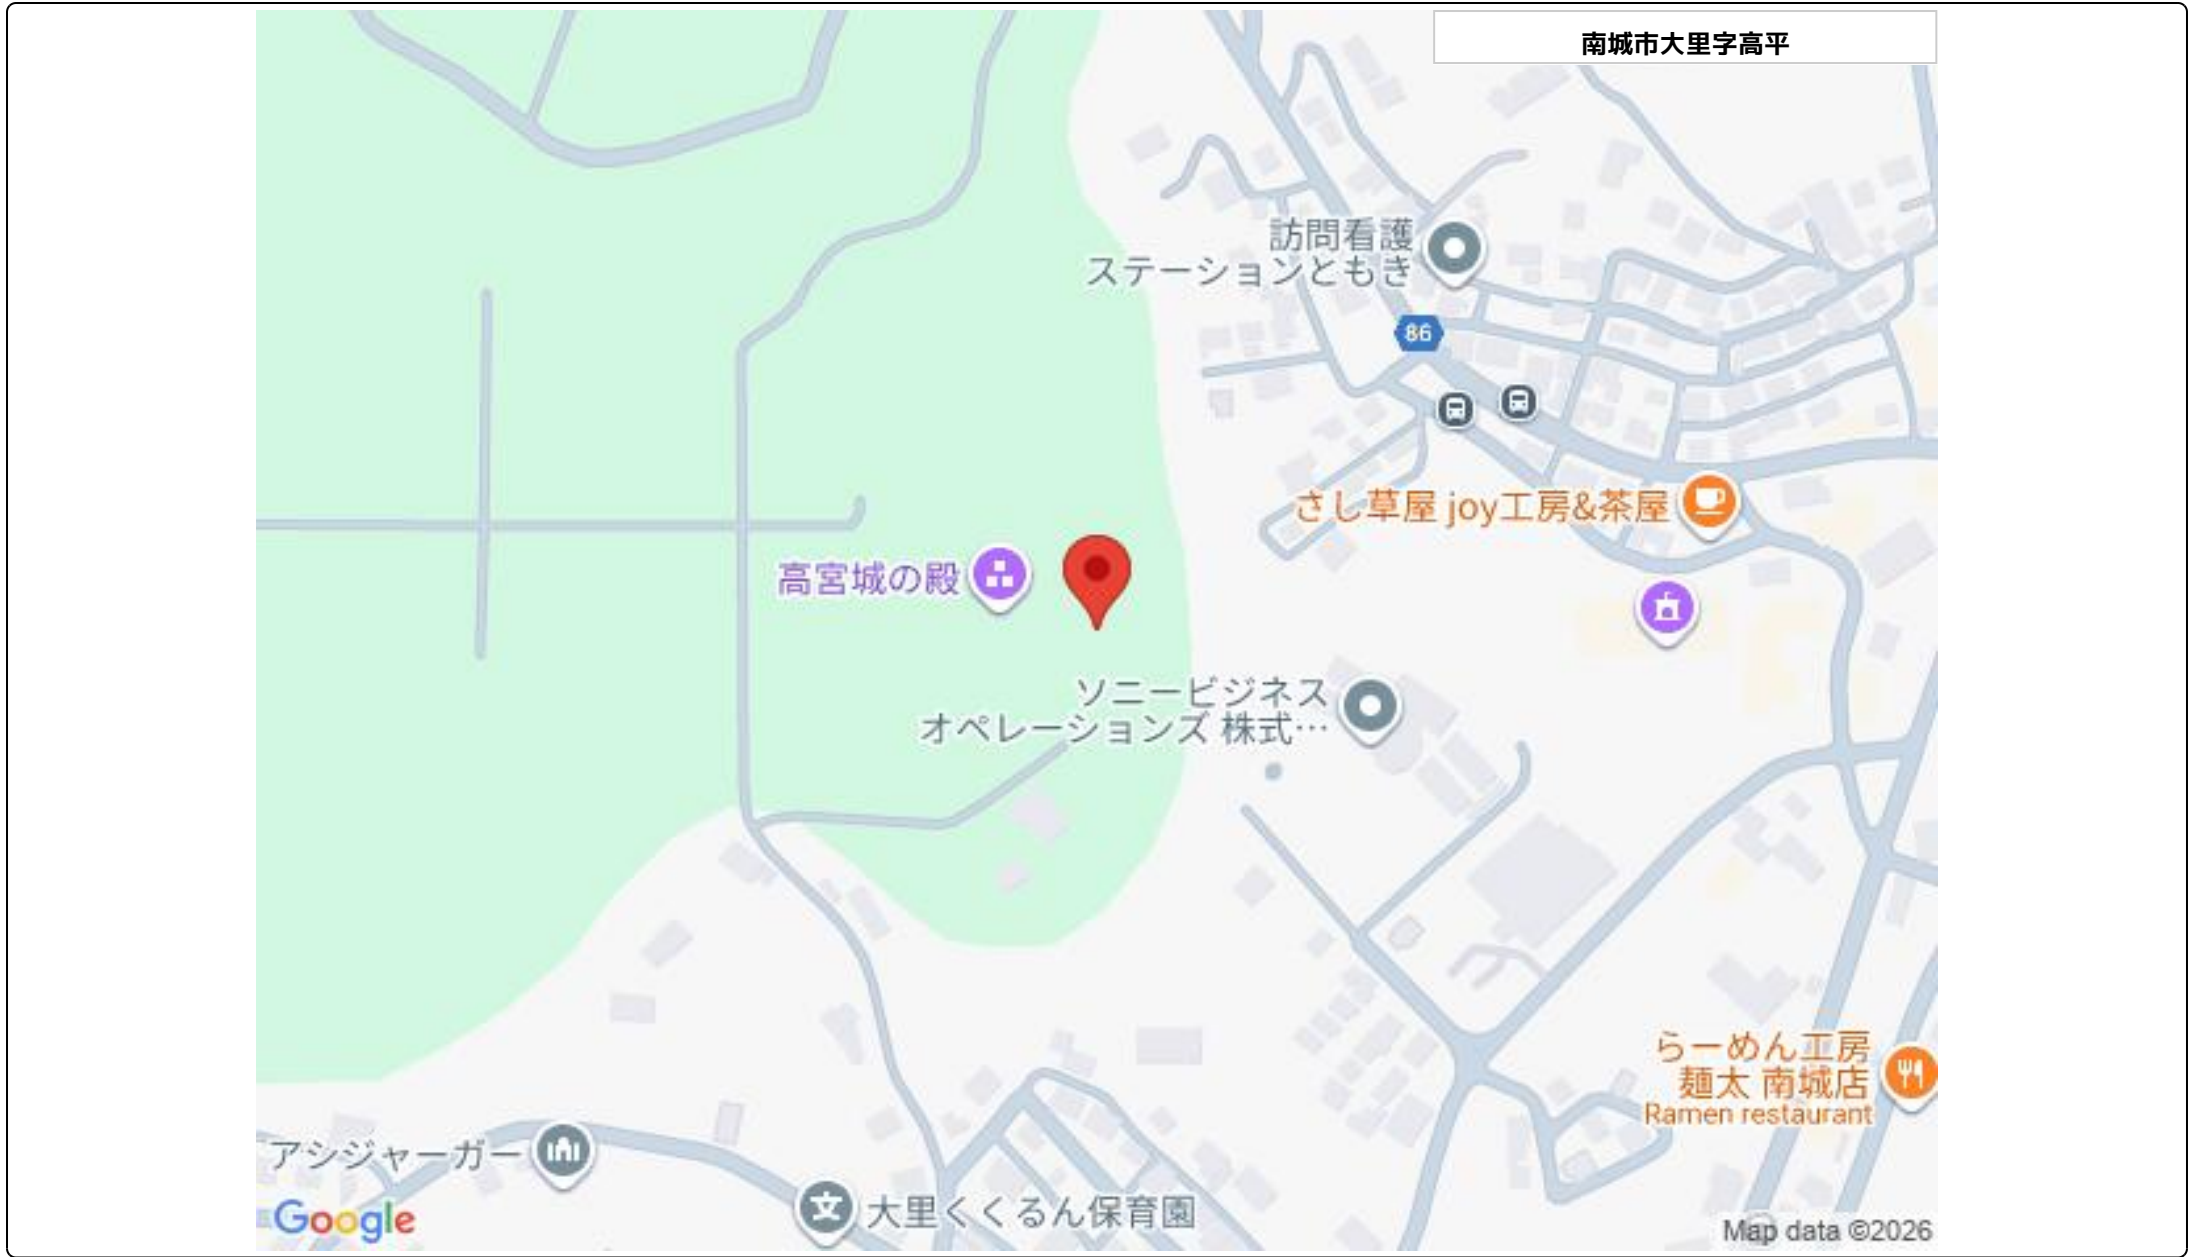 南城市大里字高平
訪問看護
ステーションともき
86
さし草屋 joy工房&茶屋
高宮城の殿
ソニービジネス
オペレーションズ 株式…
らーめん工房
麺太 南城店
Ramen restaurant
アシジャーガー
文
大里くくるん保育園
Google
Map data ©2026